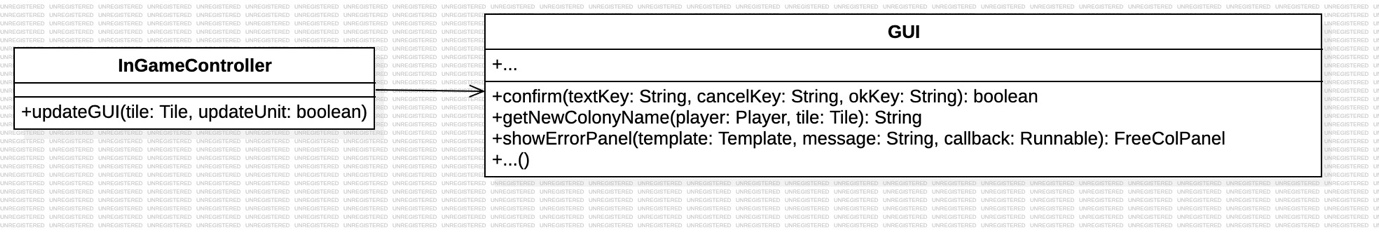 InGameController
+updateGUI(tile: Tile, updateUnit: boolean)
GUI
+...
+confirm(textKey: String, cancelKey: String, okKey: String): boolean
+getNewColonyName(player: Player, tile: Tile): String
+showErrorPanel(template: Template, message: String, callback: Runnable): FreeColPanel
+...()
UNREGISTERED